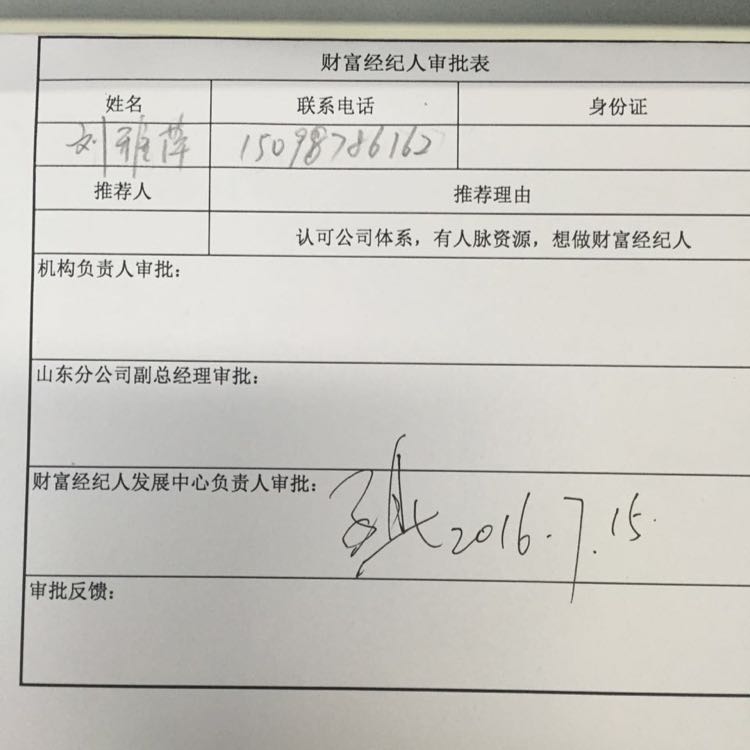 财富经纪人审批表
姓名 联系电话 身份证
刘雅萍 15098786162
推荐人 推荐理由
认可公司体系，有人脉资源，想做财富经纪人
机构负责人审批：
山东分公司副总经理审批：
财富经纪人发展中心负责人审批： 2016.7.15.
审批反馈：